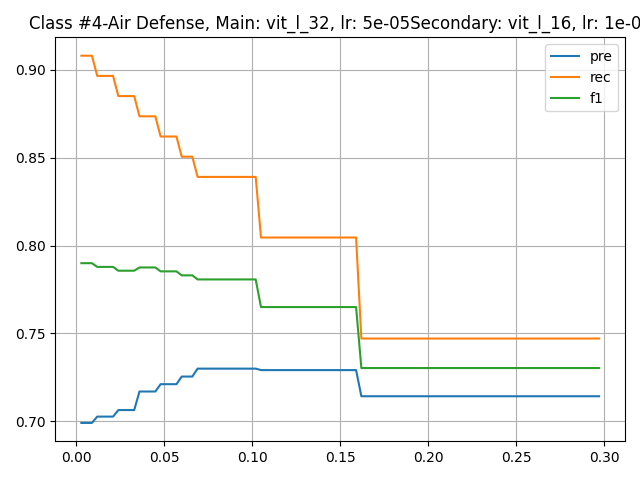 Class #4-Air Defense, Main: vit_l_32, lr: 5e-05Secondary: vit_l_16, lr: 1e-0
pre
rec
f1
0.90
0.85
0.80
0.75
0.70
0.00 0.05 0.10 0.15 0.20 0.25 0.30